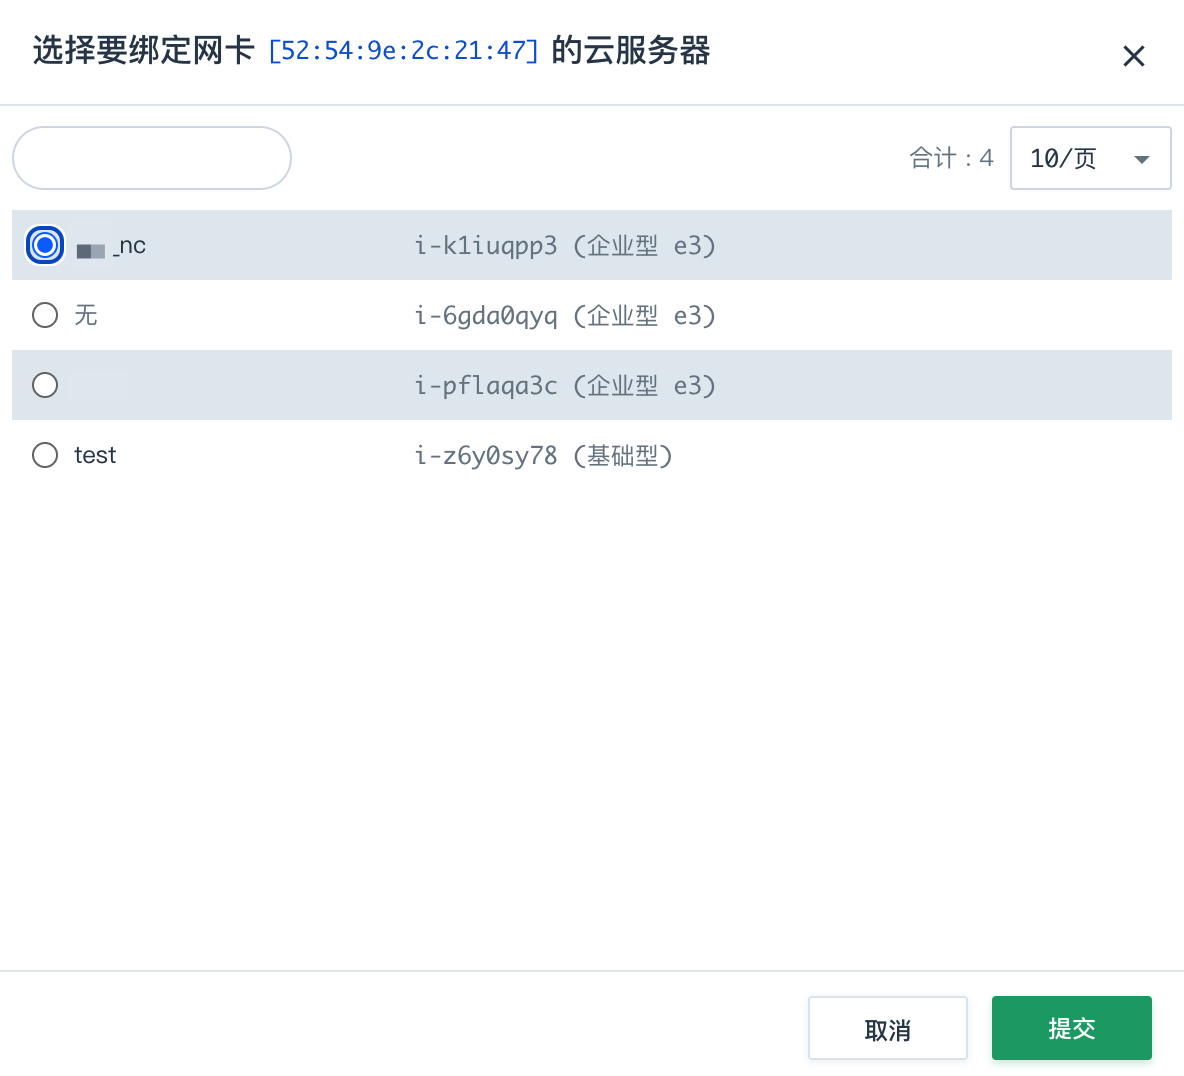 选择要绑定网卡 [52:54:9e:2c:21:47] 的云服务器
合计：4 10/页
_nc i-k1iuqpp3 (企业型 e3)
无 i-6gda0qyq (企业型 e3)
i-pflaqa3c (企业型 e3)
test i-z6y0sy78 (基础型)
取消 提交